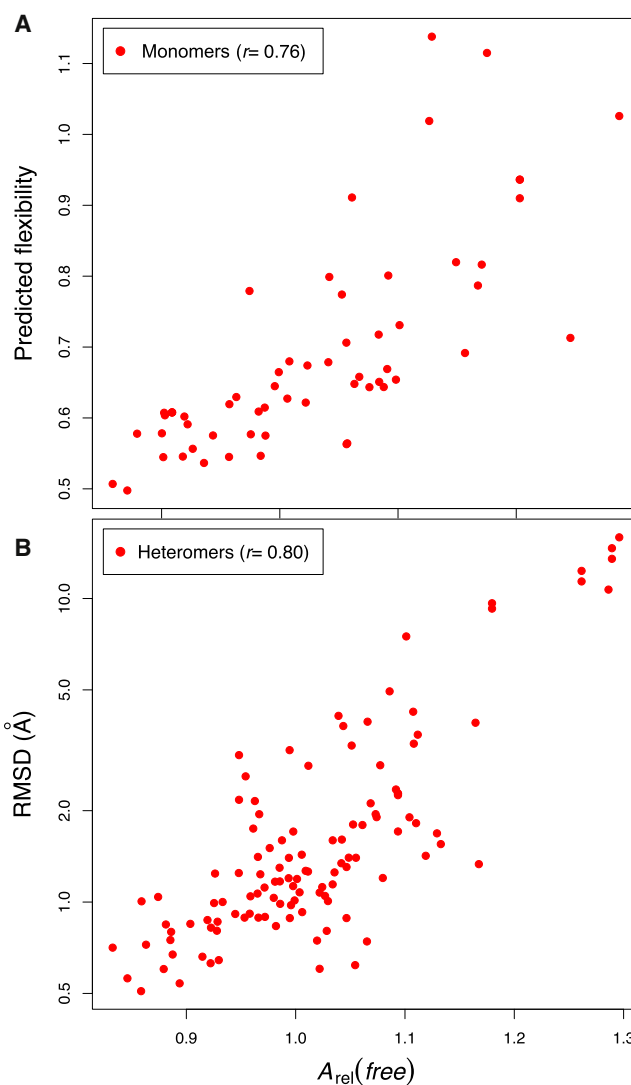 A
Monomers (r= 0.76)
Predicted flexibility
1.1
1.0
0.9
0.8
0.7
0.6
0.5
B
Heteromers (r= 0.80)
RMSD (Å)
10.0
5.0
2.0
1.0
0.5
0.9 1.0 1.1 1.2 1.3
Arel(free)